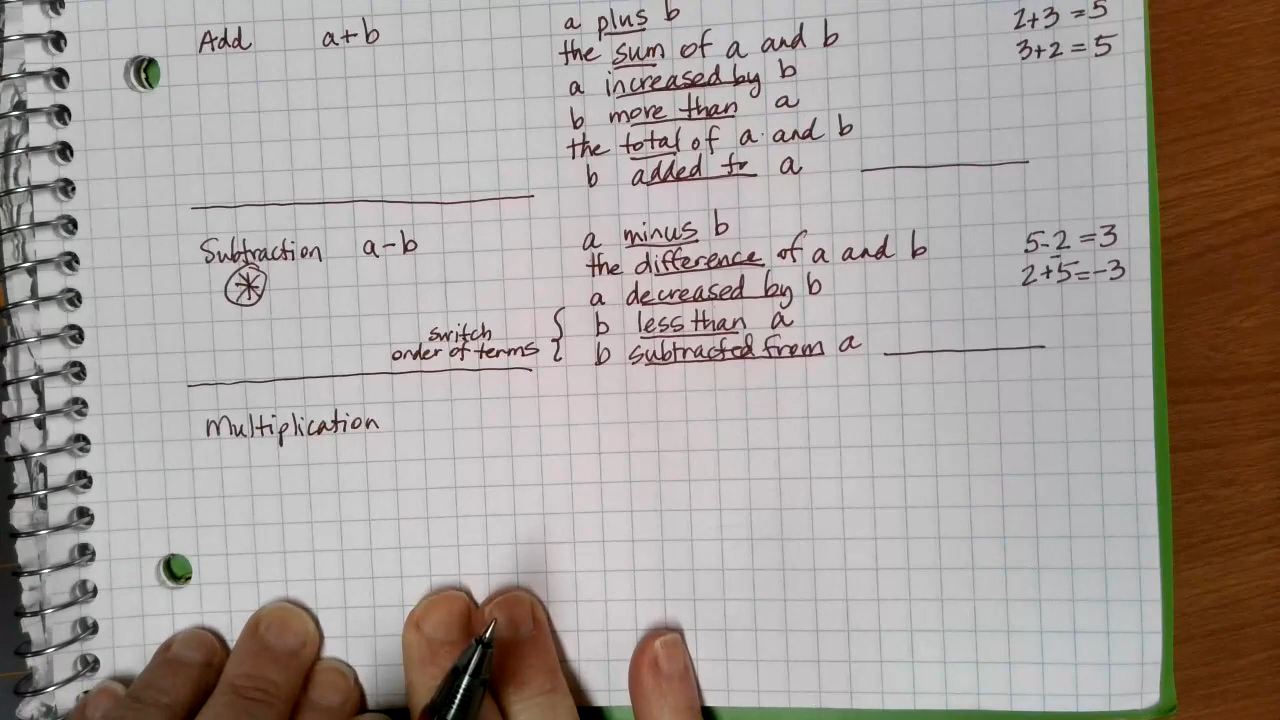 Add a+b a plus b 2+3=5
the sum of a and b 3+2=5
a increased by b
b more than a
the total of a and b
b added to a
Subtraction a-b a minus b 5-2=3
the difference of a and b 2+5=-3
a decreased by b
switch b less than a
order of terms b subtracted from a
Multiplication